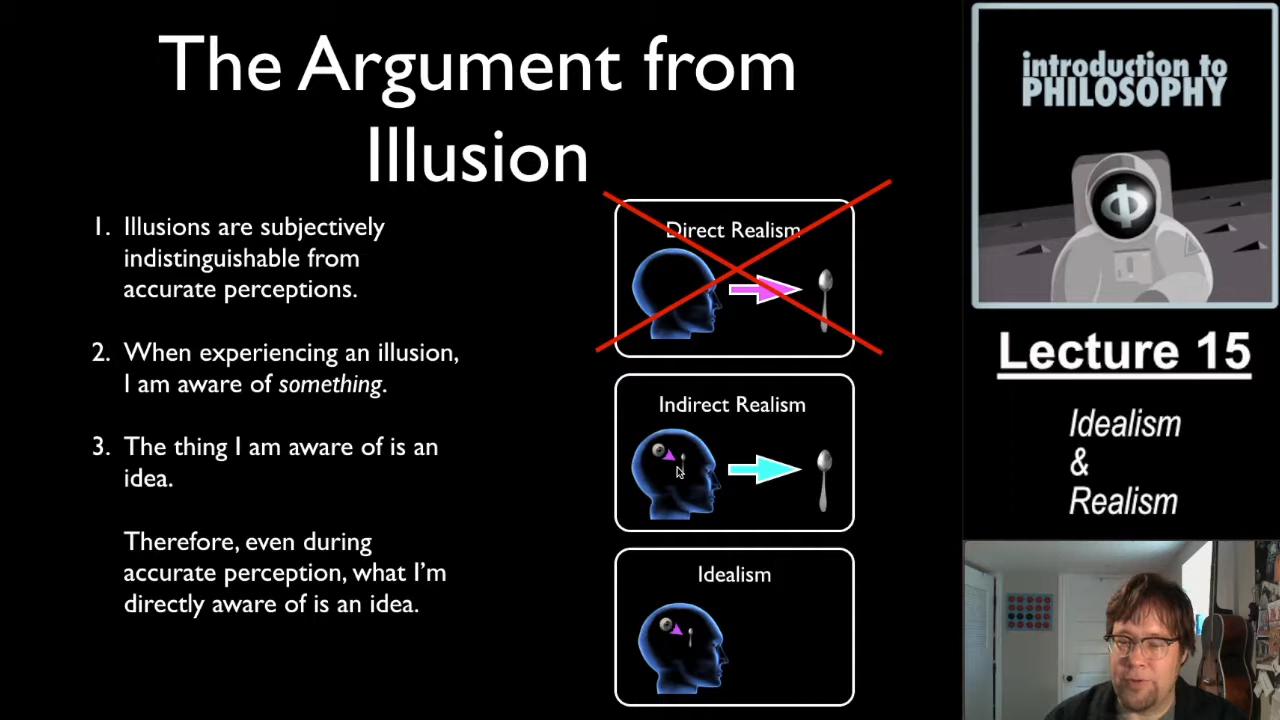 The Argument from
Illusion
1. Illusions are subjectively
indistinguishable from
accurate perceptions.
2. When experiencing an illusion,
I am aware of something.
3. The thing I am aware of is an
idea.
Therefore, even during
accurate perception, what I’m
directly aware of is an idea.
Direct Realism
Indirect Realism
Idealism
introduction to
PHILOSOPHY
Φ
Lecture 15
Idealism
&
Realism